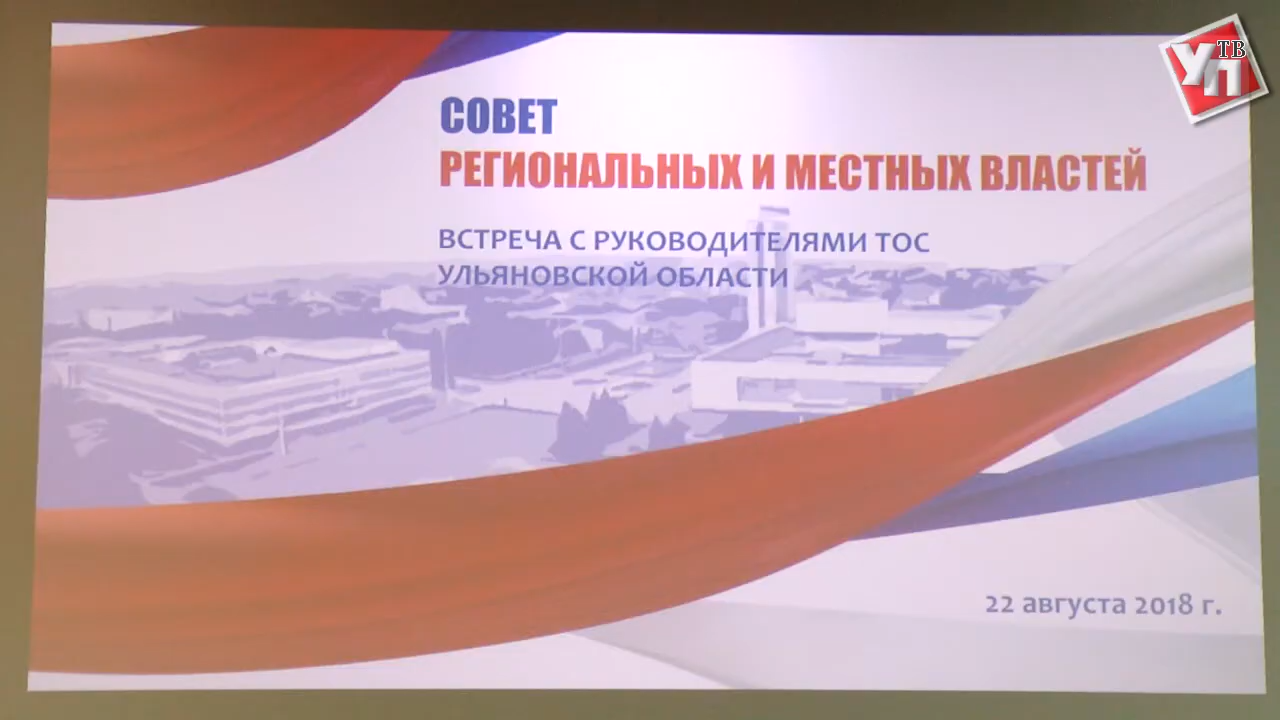 УП ТВ
СОВЕТ
РЕГИОНАЛЬНЫХ И МЕСТНЫХ ВЛАСТЕЙ
ВСТРЕЧА С РУКОВОДИТЕЛЯМИ ТОС
УЛЬЯНОВСКОЙ ОБЛАСТИ
22 августа 2018 г.